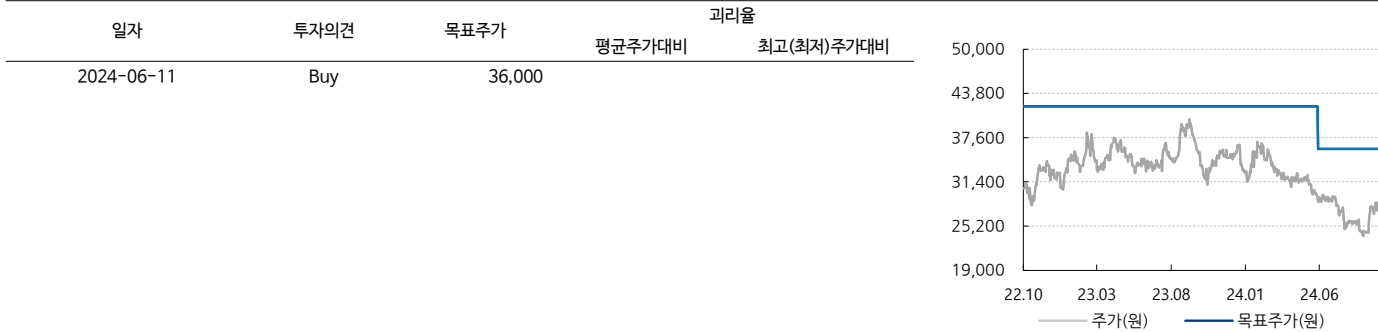 일자 투자의견 목표주가 괴리율
평균주가대비 최고(최저)주가대비
2024-06-11 Buy 36,000
50,000
43,800
37,600
31,400
25,200
19,000
22.10 23.03 23.08 24.01 24.06
주가(원) 목표주가(원)